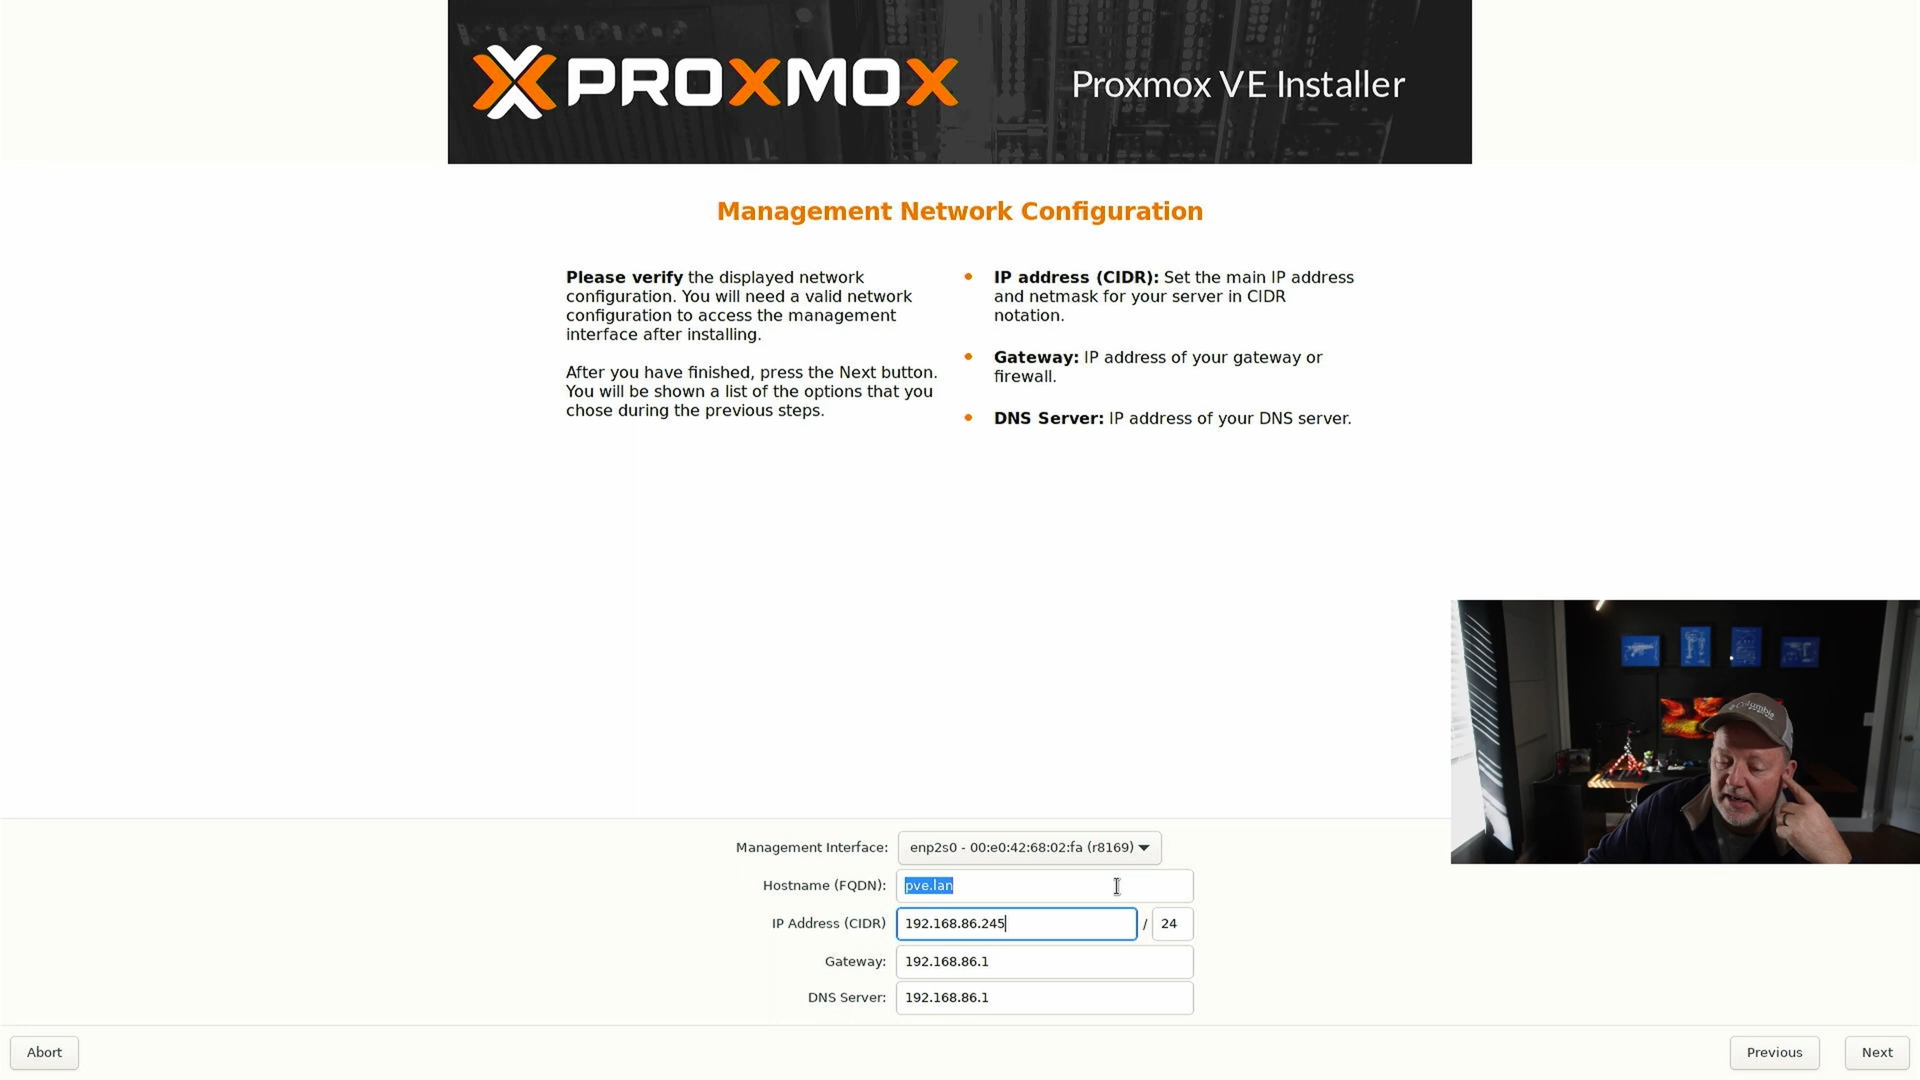 PROXMOX
Proxmox VE Installer
Management Network Configuration
Please verify the displayed network
configuration. You will need a valid network
configuration to access the management
interface after installing.
After you have finished, press the Next button.
You will be shown a list of the options that you
chose during the previous steps.
IP address (CIDR): Set the main IP address
and netmask for your server in CIDR
notation.
Gateway: IP address of your gateway or
firewall.
DNS Server: IP address of your DNS server.
Columbia
Management Interface: enp2s0 - 00:e0:42:68:02:fa (r8169)
Hostname (FQDN): pve.lan
IP Address (CIDR) 192.168.86.245 / 24
Gateway: 192.168.86.1
DNS Server: 192.168.86.1
Abort Previous Next